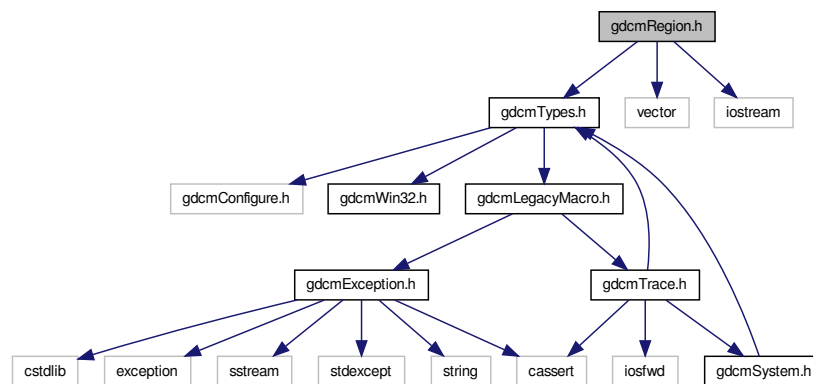 gdcmRegion.h
gdcmTypes.h
vector
iostream
gdcmConfigure.h
gdcmWin32.h
gdcmLegacyMacro.h
gdcmException.h
gdcmTrace.h
cstdlib
exception
sstream
stdexcept
string
cassert
iosfwd
gdcmSystem.h